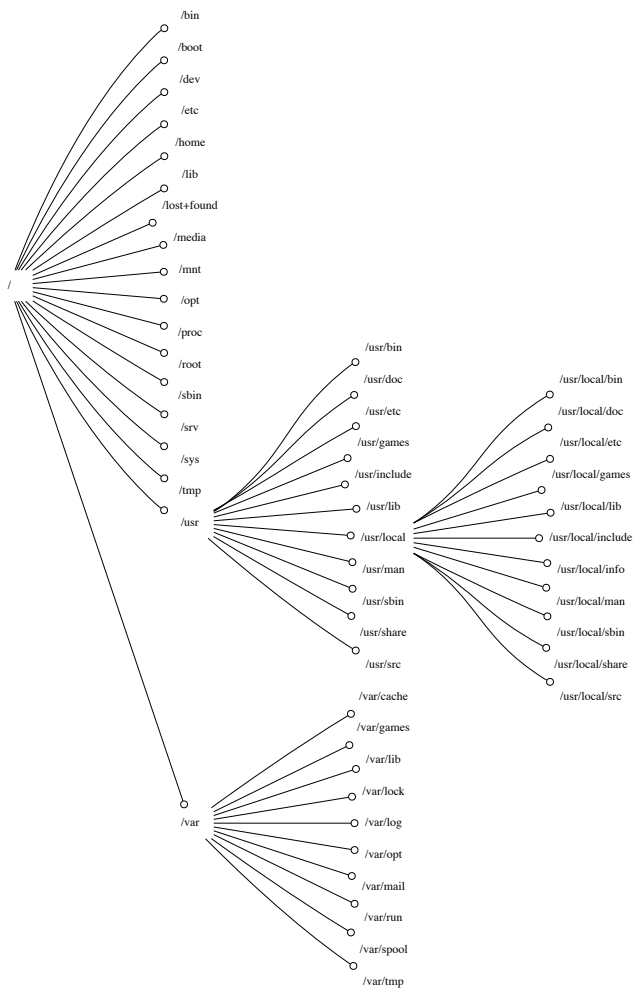 /
/bin
/boot
/dev
/etc
/home
/lib
/lost+found
/media
/mnt
/opt
/proc
/root
/sbin
/srv
/sys
/tmp
/usr
/var
/usr/bin
/usr/doc
/usr/etc
/usr/games
/usr/include
/usr/lib
/usr/local
/usr/man
/usr/sbin
/usr/share
/usr/src
/var/cache
/var/games
/var/lib
/var/lock
/var/log
/var/opt
/var/mail
/var/run
/var/spool
/var/tmp
/usr/local/bin
/usr/local/doc
/usr/local/etc
/usr/local/games
/usr/local/lib
/usr/local/include
/usr/local/info
/usr/local/man
/usr/local/sbin
/usr/local/share
/usr/local/src